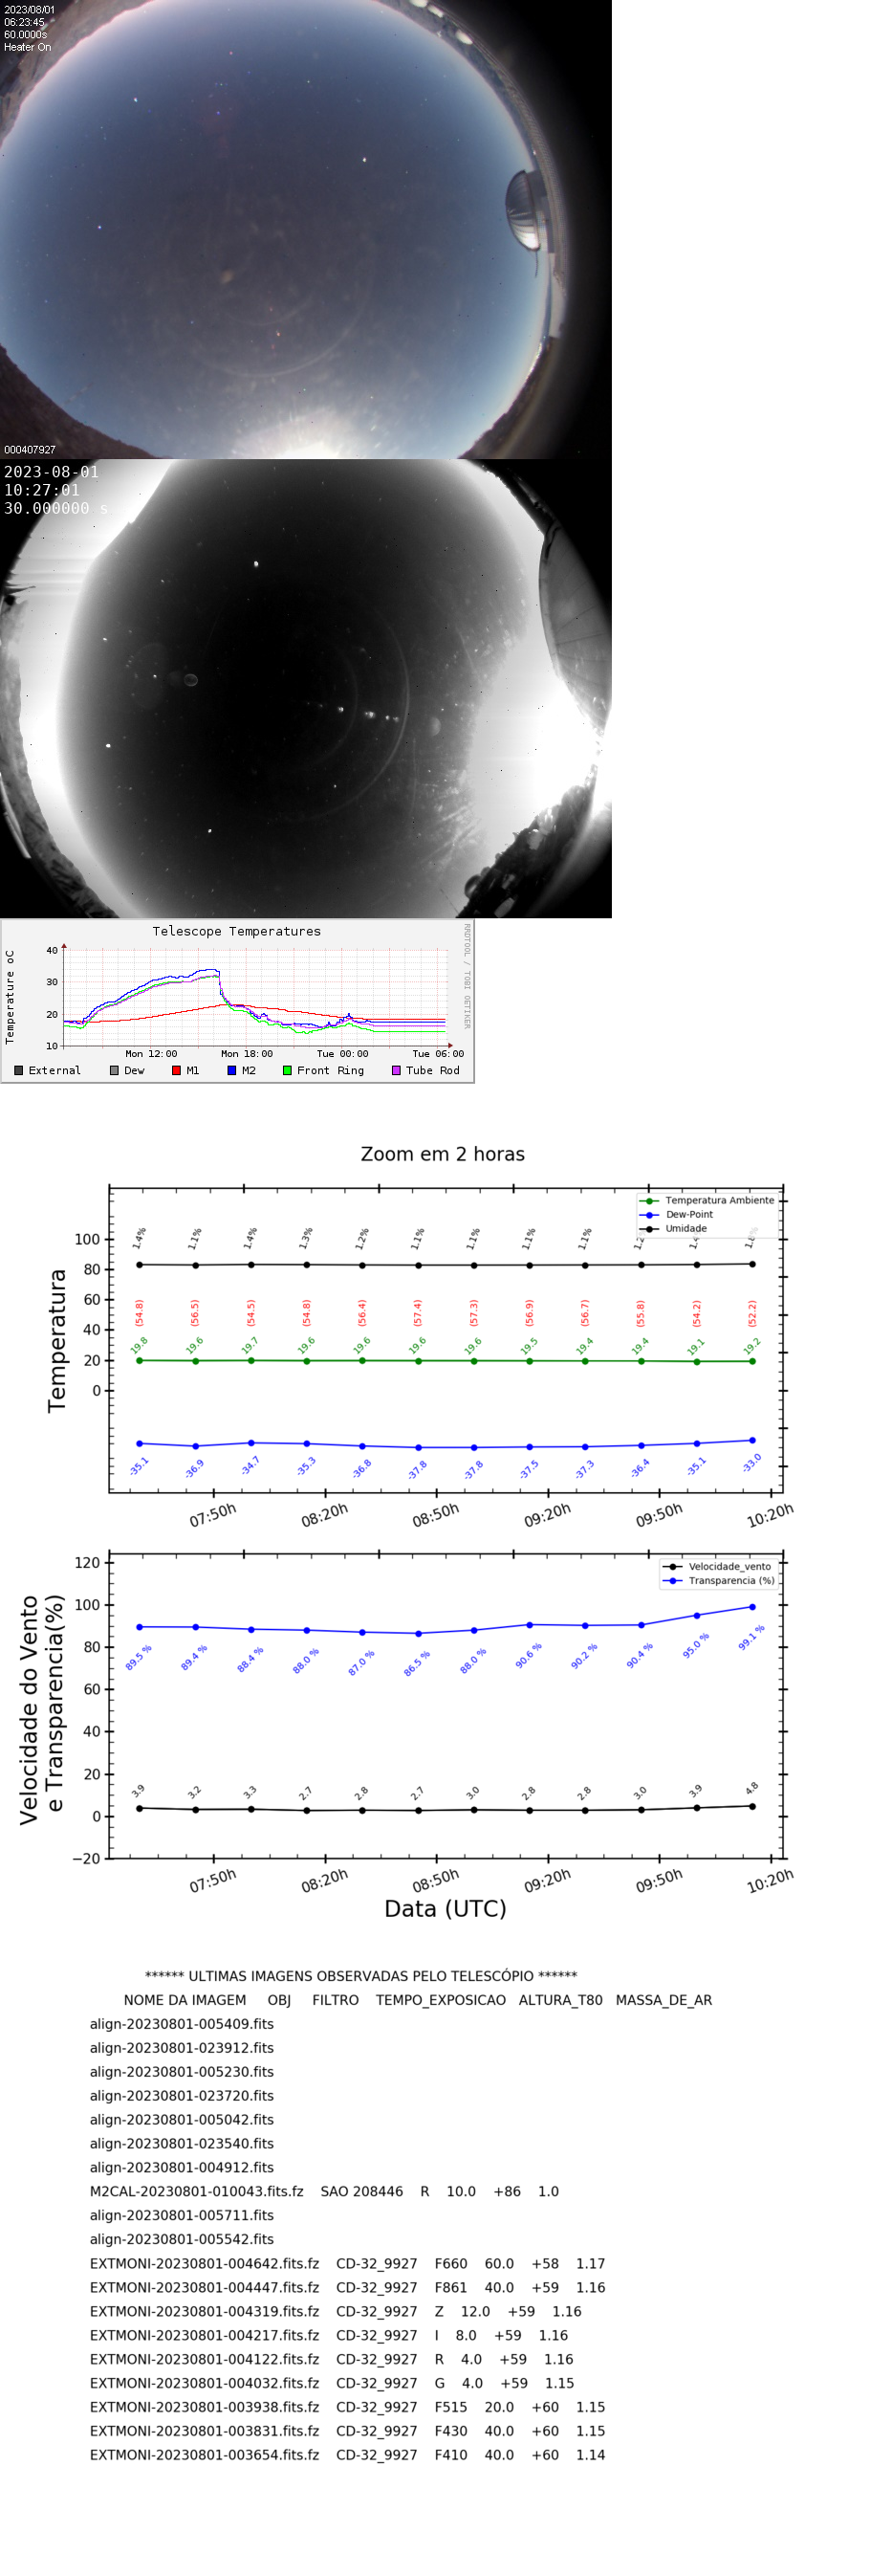 2023/08/01
06:23:45
60.0000s
Heater On
000407927
2023-08-01
10:27:01
30.000000 s
Telescope Temperatures
RRDTOOL / TOBI OETIKER
Temperature oC
40
30
20
10
Mon 12:00 Mon 18:00 Tue 00:00 Tue 06:00
External Dew M1 M2 Front Ring Tube Rod
Zoom em 2 horas
Temperatura Ambiente
Dew-Point
Umidade
Temperatura
100
80
60
40
20
0
1.4% 1.1% 1.4% 1.3% 1.2% 1.1% 1.1% 1.1% 1.1%
(54.8) (56.5) (54.5) (54.8) (56.4) (57.4) (57.3) (56.9) (56.7) (55.8) (54.2) (52.2)
19.8 19.6 19.7 19.6 19.6 19.6 19.6 19.5 19.4 19.4 19.1 19.2
-35.1 -36.9 -34.7 -35.3 -36.8 -37.8 -37.8 -37.5 -37.3 -36.4 -35.1 -33.0
07:50h 08:20h 08:50h 09:20h 09:50h 10:20h
Velocidade_vento
Transparencia (%)
Velocidade do Vento
e Transparencia(%)
120
100
80
60
40
20
0
−20
89.5 % 89.4 % 88.4 % 88.0 % 87.0 % 86.5 % 88.0 % 90.6 % 90.2 % 90.4 % 95.0 % 99.1 %
3.9 3.2 3.3 2.7 2.8 2.7 3.0 2.8 2.8 3.0 3.9 4.8
07:50h 08:20h 08:50h 09:20h 09:50h 10:20h
Data (UTC)
****** ULTIMAS IMAGENS OBSERVADAS PELO TELESCÓPIO ******
NOME DA IMAGEM OBJ FILTRO TEMPO_EXPOSICAO ALTURA_T80 MASSA_DE_AR
align-20230801-005409.fits
align-20230801-023912.fits
align-20230801-005230.fits
align-20230801-023720.fits
align-20230801-005042.fits
align-20230801-023540.fits
align-20230801-004912.fits
M2CAL-20230801-010043.fits.fz SAO 208446 R 10.0 +86 1.0
align-20230801-005711.fits
align-20230801-005542.fits
EXTMONI-20230801-004642.fits.fz CD-32_9927 F660 60.0 +58 1.17
EXTMONI-20230801-004447.fits.fz CD-32_9927 F861 40.0 +59 1.16
EXTMONI-20230801-004319.fits.fz CD-32_9927 Z 12.0 +59 1.16
EXTMONI-20230801-004217.fits.fz CD-32_9927 I 8.0 +59 1.16
EXTMONI-20230801-004122.fits.fz CD-32_9927 R 4.0 +59 1.16
EXTMONI-20230801-004032.fits.fz CD-32_9927 G 4.0 +59 1.15
EXTMONI-20230801-003938.fits.fz CD-32_9927 F515 20.0 +60 1.15
EXTMONI-20230801-003831.fits.fz CD-32_9927 F430 40.0 +60 1.15
EXTMONI-20230801-003654.fits.fz CD-32_9927 F410 40.0 +60 1.14